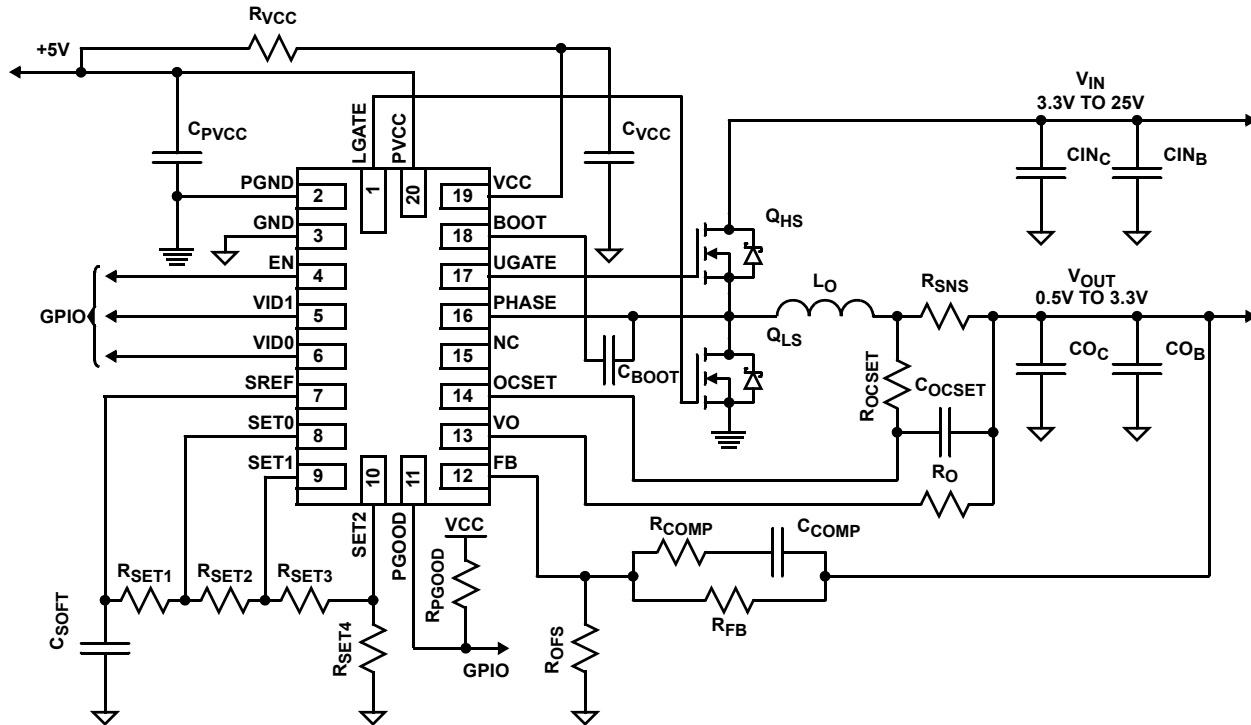 RVCC
+5V
VIN
3.3V TO 25V
CPVCC
LGATE
PVCC
CVCC
CINC
CINB
1
20
PGND
2
19
VCC
GND
3
18
BOOT
QHS
EN
4
17
UGATE
GPIO
VID1
5
16
PHASE
LO
RSNS
VOUT
0.5V TO 3.3V
VID0
6
15
NC
QLS
CBOOT
COC
COB
SREF
7
14
OCSET
ROCSET
COCSET
SET0
8
13
VO
SET1
9
12
FB
RO
10
11
SET2
PGOOD
VCC
RCOMP
CCOMP
RSET1
RSET2
RSET3
RPGOOD
RFB
CSOFT
RSET4
GPIO
ROFS